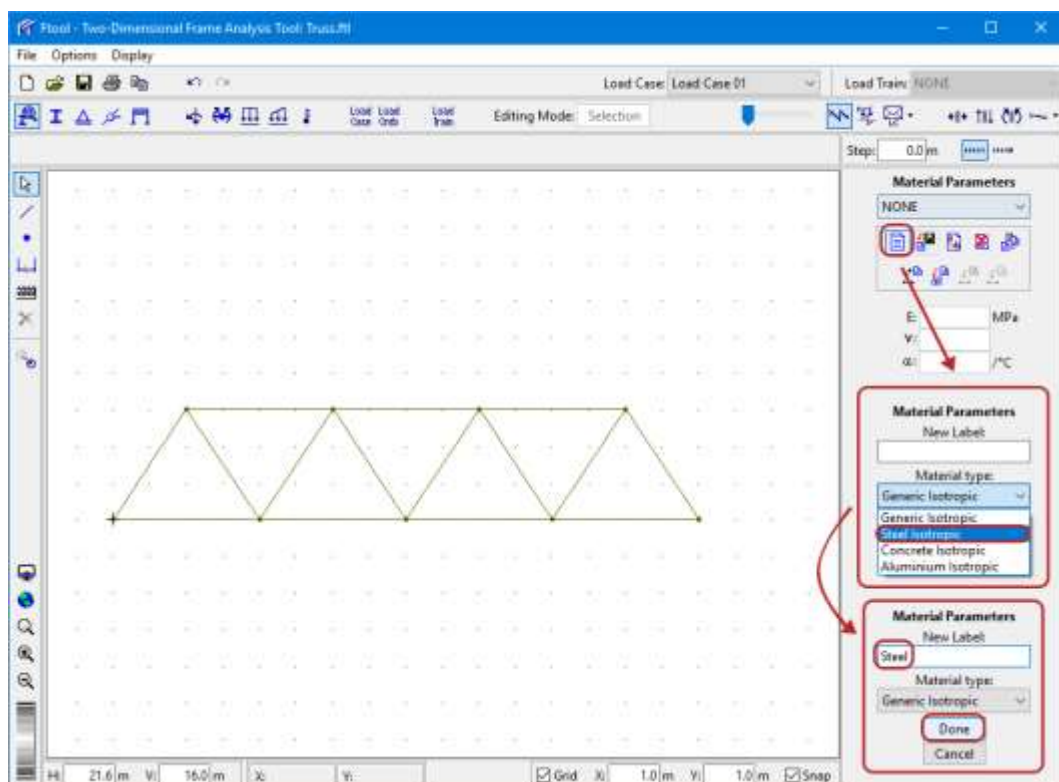 Ftool - Two-Dimensional Frame Analysis Tool: Truss.ftl
File Options Display
Load Case: Load Case 01 Load Train: NONE
Load Case Load Cmb Load Train Editing Mode: Selection
Step: 0.0 m
Material Parameters
NONE
E: MPa
ν:
α: /°C
Material Parameters
New Label:
Material type:
Generic Isotropic
Generic Isotropic
Steel Isotropic
Concrete Isotropic
Aluminium Isotropic
Material Parameters
New Label:
Steel
Material type:
Generic Isotropic
Done
Cancel
H: 21.6 m V: 16.0 m X: Y: Grid X: 1.0 m Y: 1.0 m Snap